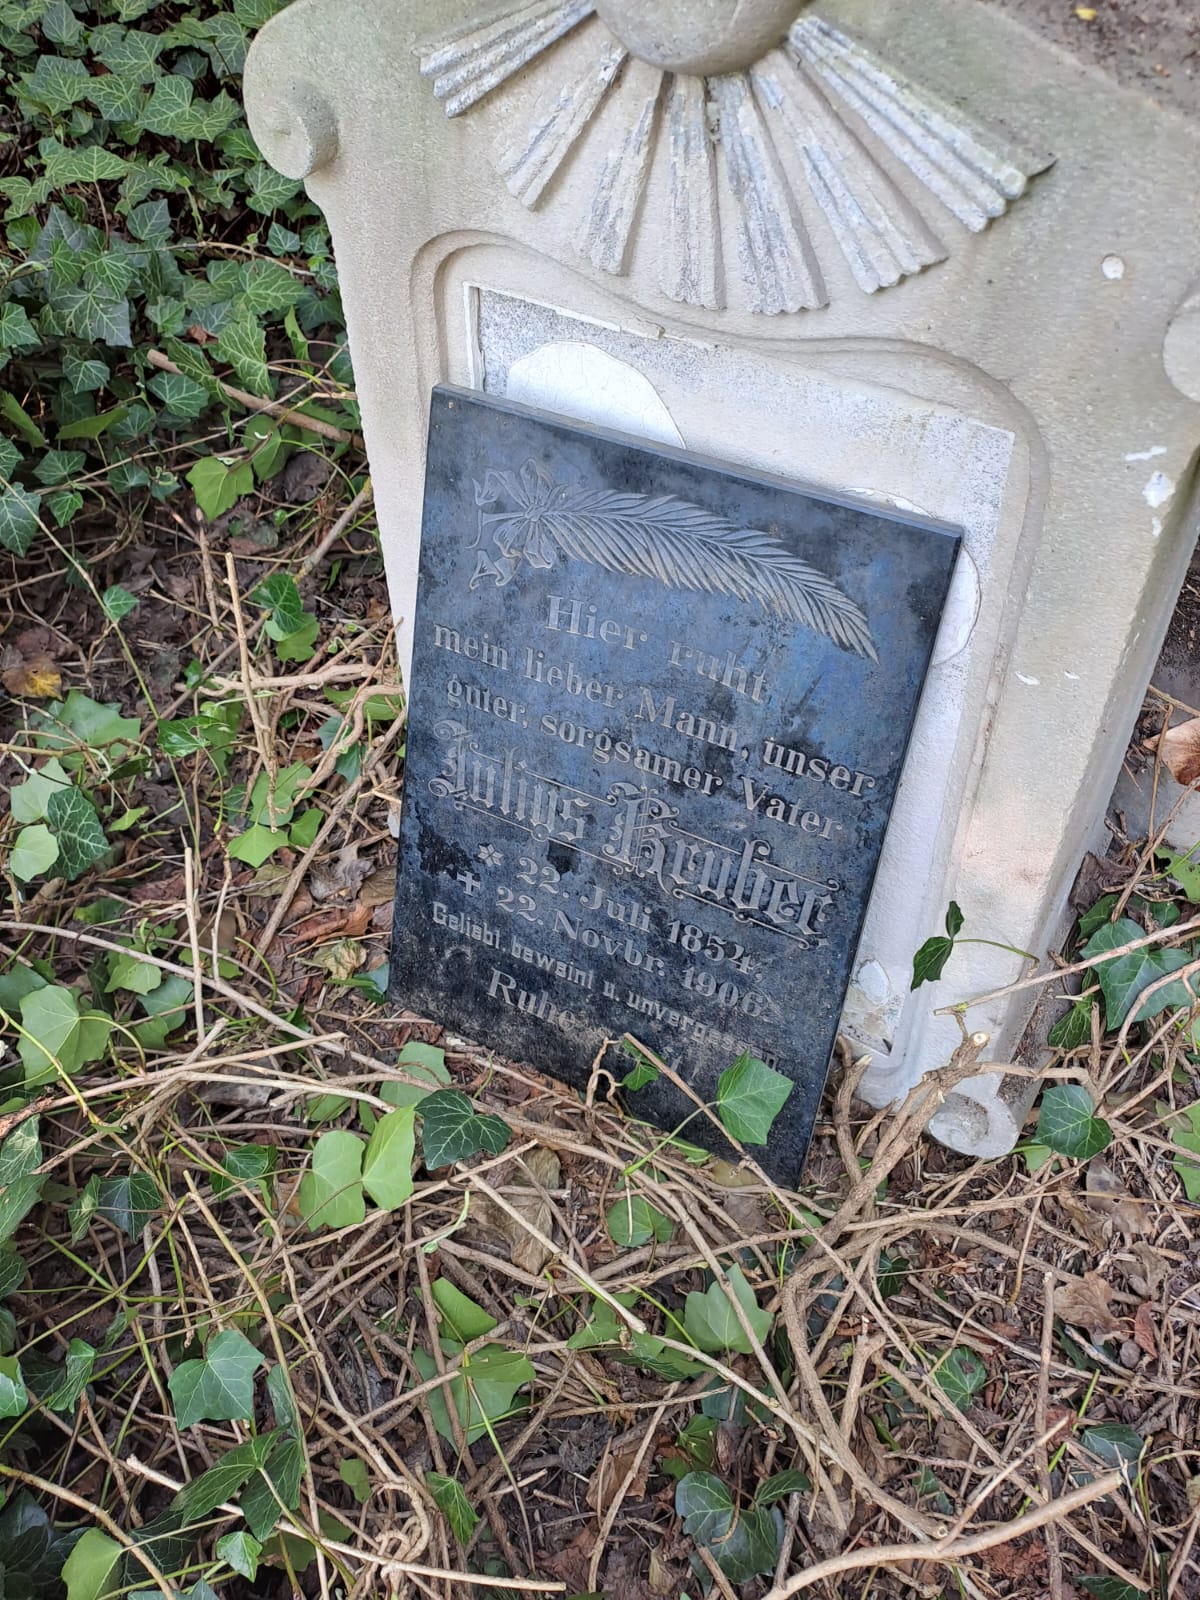 Hier ruht
mein lieber Mann, unser
guter, sorgsamer Vater
Julius Kruber
* 22. Juli 1854,
✝ 22. Novbr. 1906.
Geliebt, beweint u. unvergessen
Ruhe